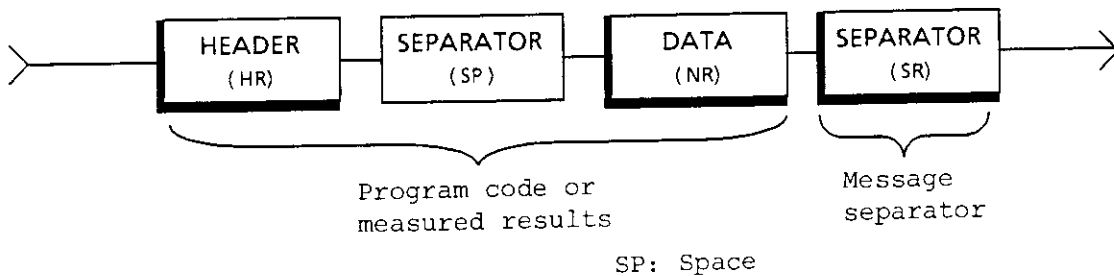 HEADER
(HR)
SEPARATOR
(SP)
DATA
(NR)
SEPARATOR
(SR)
Program code or
measured results
Message
separator
SP: Space